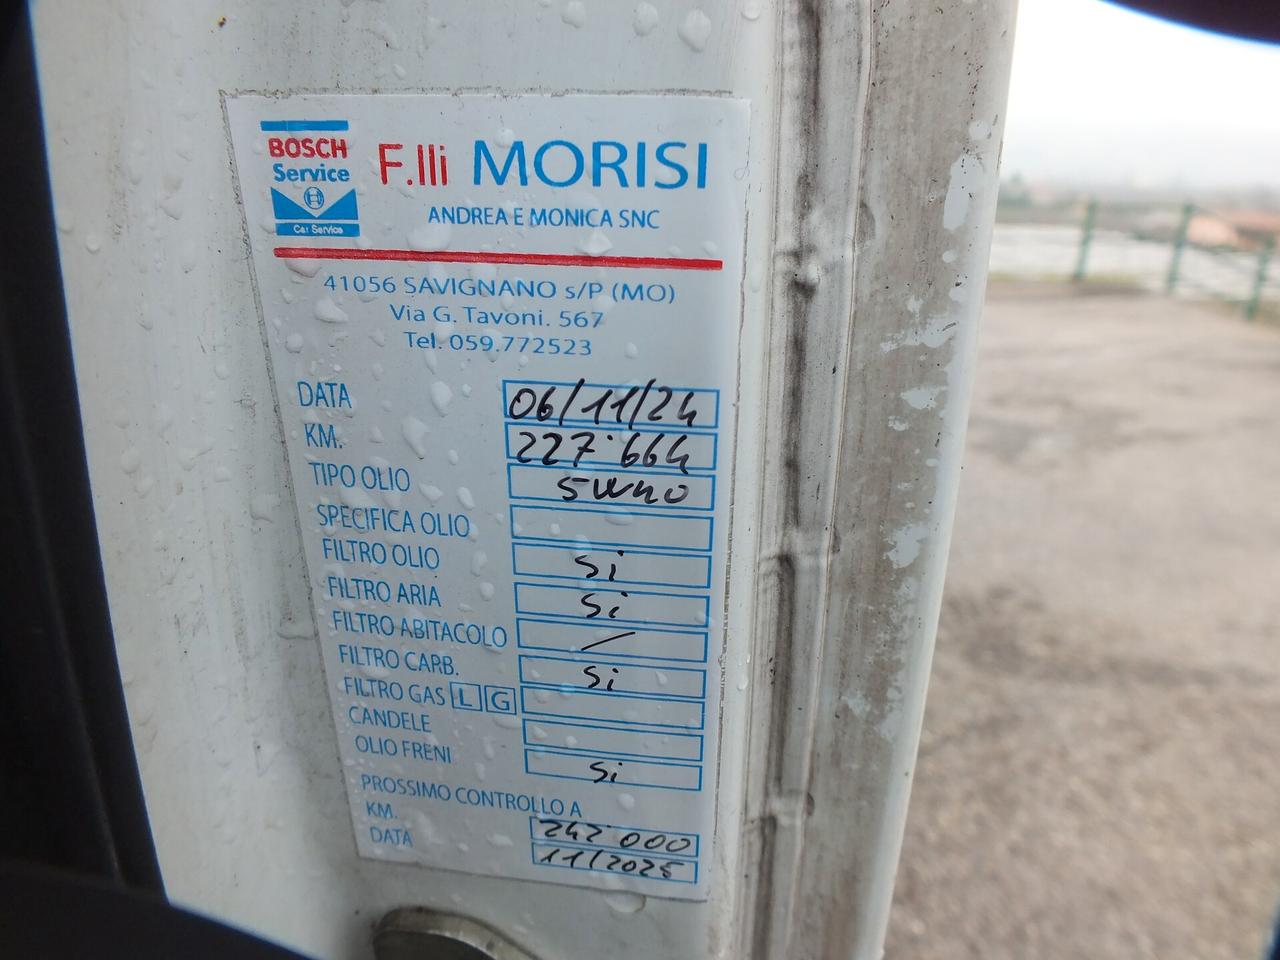 BOSCH
Service
Car Service
F.lli MORISI
ANDREA E MONICA SNC
41056 SAVIGNANO s/P (MO)
Via G. Tavoni. 567
Tel. 059.772523
DATA 06/11/24
KM. 227'664
TIPO OLIO 5W40
SPECIFICA OLIO
FILTRO OLIO si
FILTRO ARIA si
FILTRO ABITACOLO /
FILTRO CARB. si
FILTRO GAS L G
CANDELE
OLIO FRENI si
PROSSIMO CONTROLLO A
KM. 242 000
DATA 11/2025